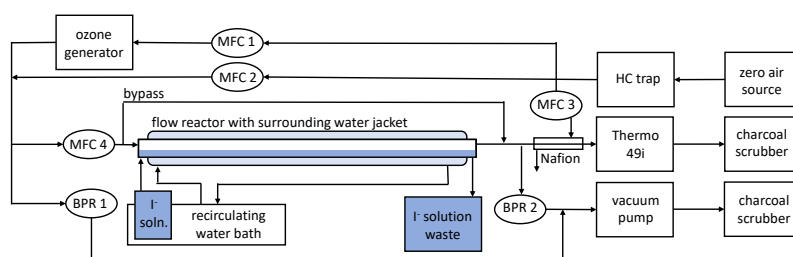 ozone
generator
MFC 1
MFC 2
HC trap
zero air
source
bypass
MFC 3
flow reactor with surrounding water jacket
MFC 4
Nafion
Thermo
49i
charcoal
scrubber
BPR 1
I⁻
soln.
recirculating
water bath
I⁻ solution
waste
BPR 2
vacuum
pump
charcoal
scrubber